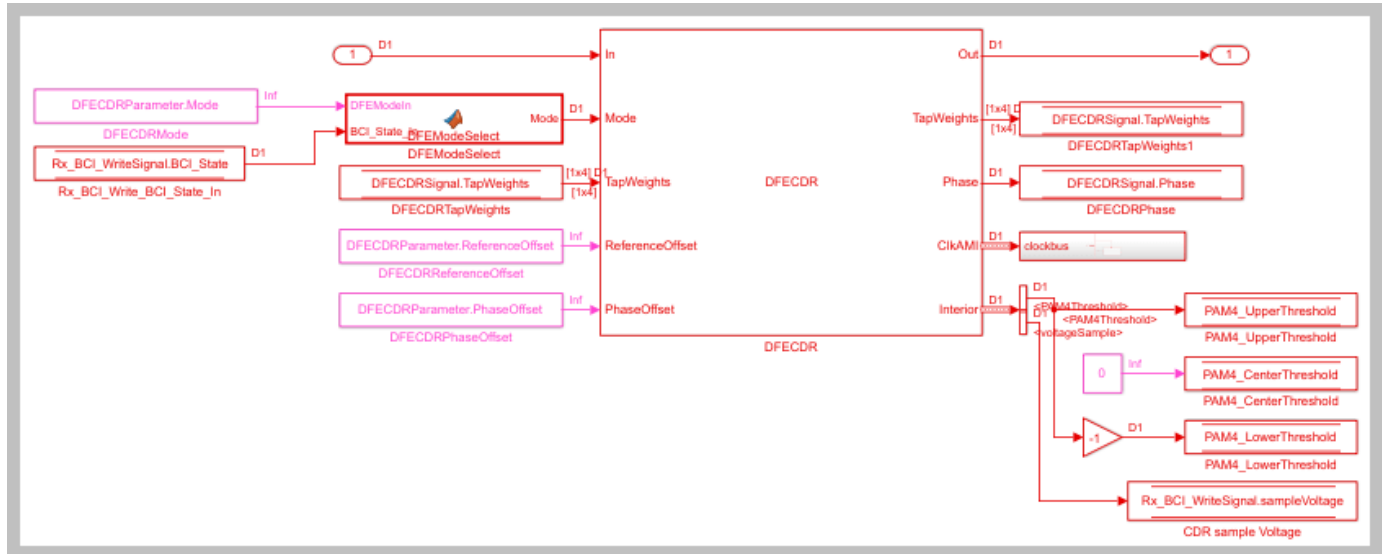 1
D1
In
Out
D1
1
DFECDRParameter.Mode
Inf
DFECDRMode
DFEModeIn
BCI_State_In
Mode
DFEModeSelect
DFEModeSelect
D1
Mode
Rx_BCI_WriteSignal.BCI_State
D1
Rx_BCI_Write_BCI_State_In
TapWeights
[1x4] D
[1x4]
DFECDRSignal.TapWeights
DFECDRTapWeights1
DFECDRSignal.TapWeights
[1x4] D1
[1x4]
DFECDRTapWeights
TapWeights
DFECDR
Phase
D1
DFECDRSignal.Phase
DFECDRPhase
DFECDRParameter.ReferenceOffset
Inf
DFECDRReferenceOffset
ReferenceOffset
ClkAMI
D1
clockbus
DFECDRParameter.PhaseOffset
Inf
DFECDRPhaseOffset
PhaseOffset
Interior
D1
DFECDR
D1
<PAM4Threshold>
D1
<PAM4Threshold>
<voltageSample>
PAM4_UpperThreshold
PAM4_UpperThreshold
0
Inf
PAM4_CenterThreshold
PAM4_CenterThreshold
-1
D1
PAM4_LowerThreshold
PAM4_LowerThreshold
Rx_BCI_WriteSignal.sampleVoltage
CDR sample Voltage